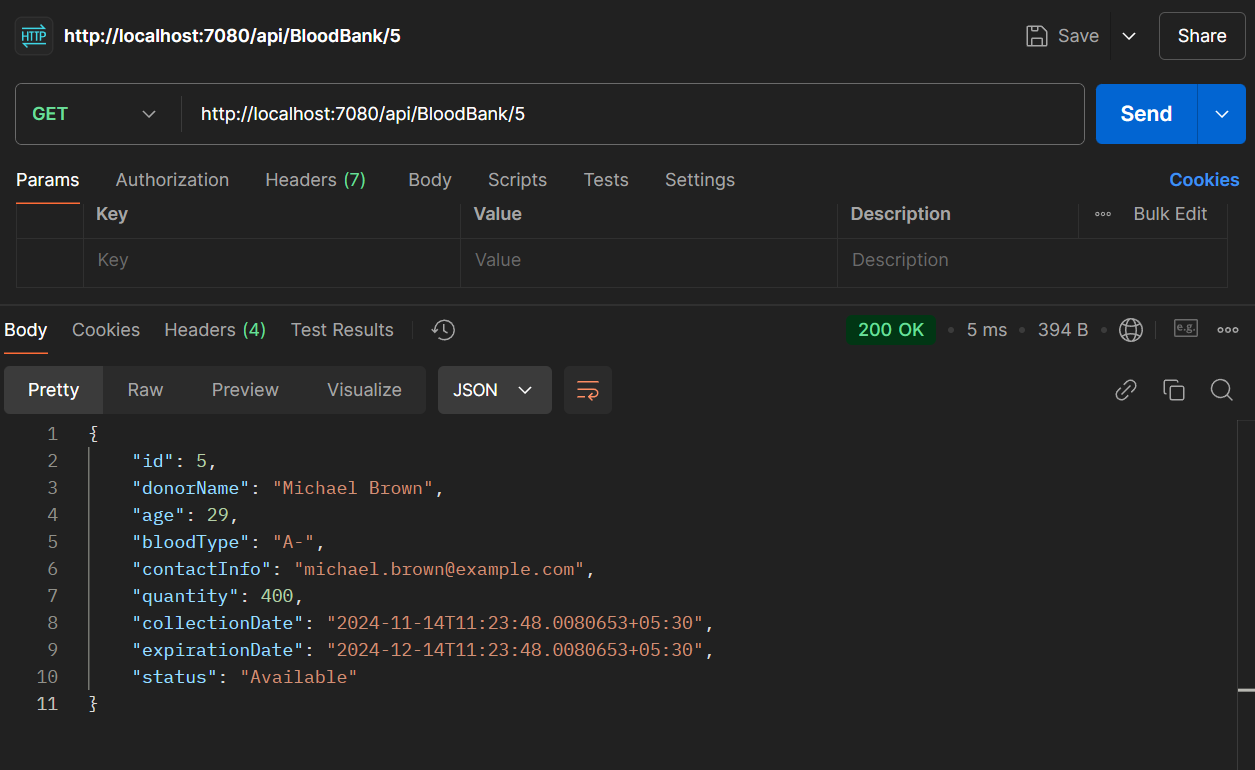 HTTP http://localhost:7080/api/BloodBank/5 Save Share
GET http://localhost:7080/api/BloodBank/5 Send
Params Authorization Headers (7) Body Scripts Tests Settings Cookies
Key Value Description Bulk Edit
Key Value Description
Body Cookies Headers (4) Test Results 200 OK 5 ms 394 B e.g.
Pretty Raw Preview Visualize JSON
1 {
2 "id": 5,
3 "donorName": "Michael Brown",
4 "age": 29,
5 "bloodType": "A-",
6 "contactInfo": "michael.brown@example.com",
7 "quantity": 400,
8 "collectionDate": "2024-11-14T11:23:48.0080653+05:30",
9 "expirationDate": "2024-12-14T11:23:48.0080653+05:30",
10 "status": "Available"
11 }